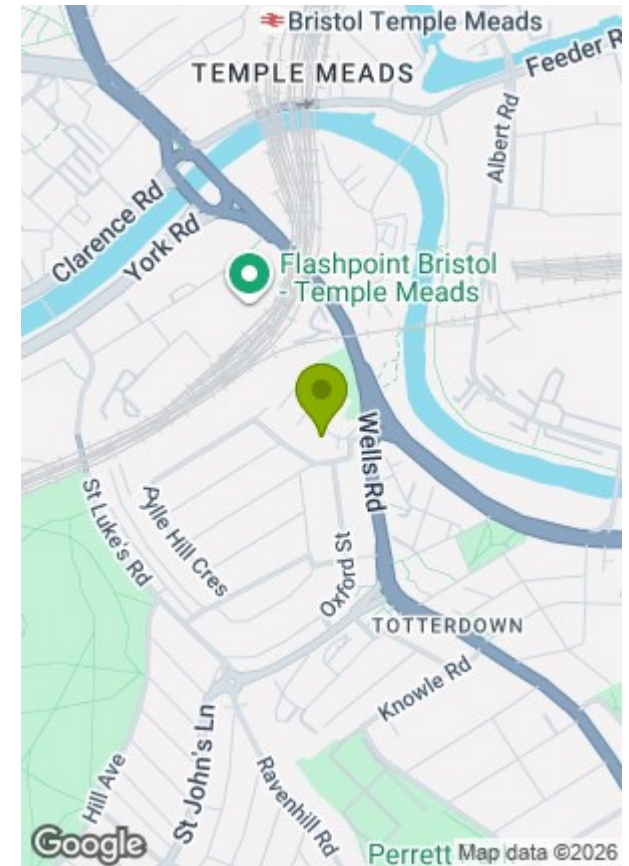 Bristol Temple Meads
TEMPLE MEADS
Feeder R
Albert Rd
Clarence Rd
York Rd
Flashpoint Bristol
- Temple Meads
Wells Rd
St Luke's Rd
Aylle Hill Cres
Oxford St
TOTTERDOWN
Knowle Rd
Hill Ave
St John's Ln
Ravenhill Rd
Google
Perrett
Map data ©2026